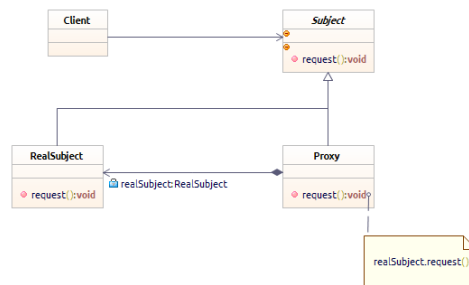 Client
Subject
request():void
RealSubject
request():void
realSubject:RealSubject
Proxy
request():void
realSubject.request()